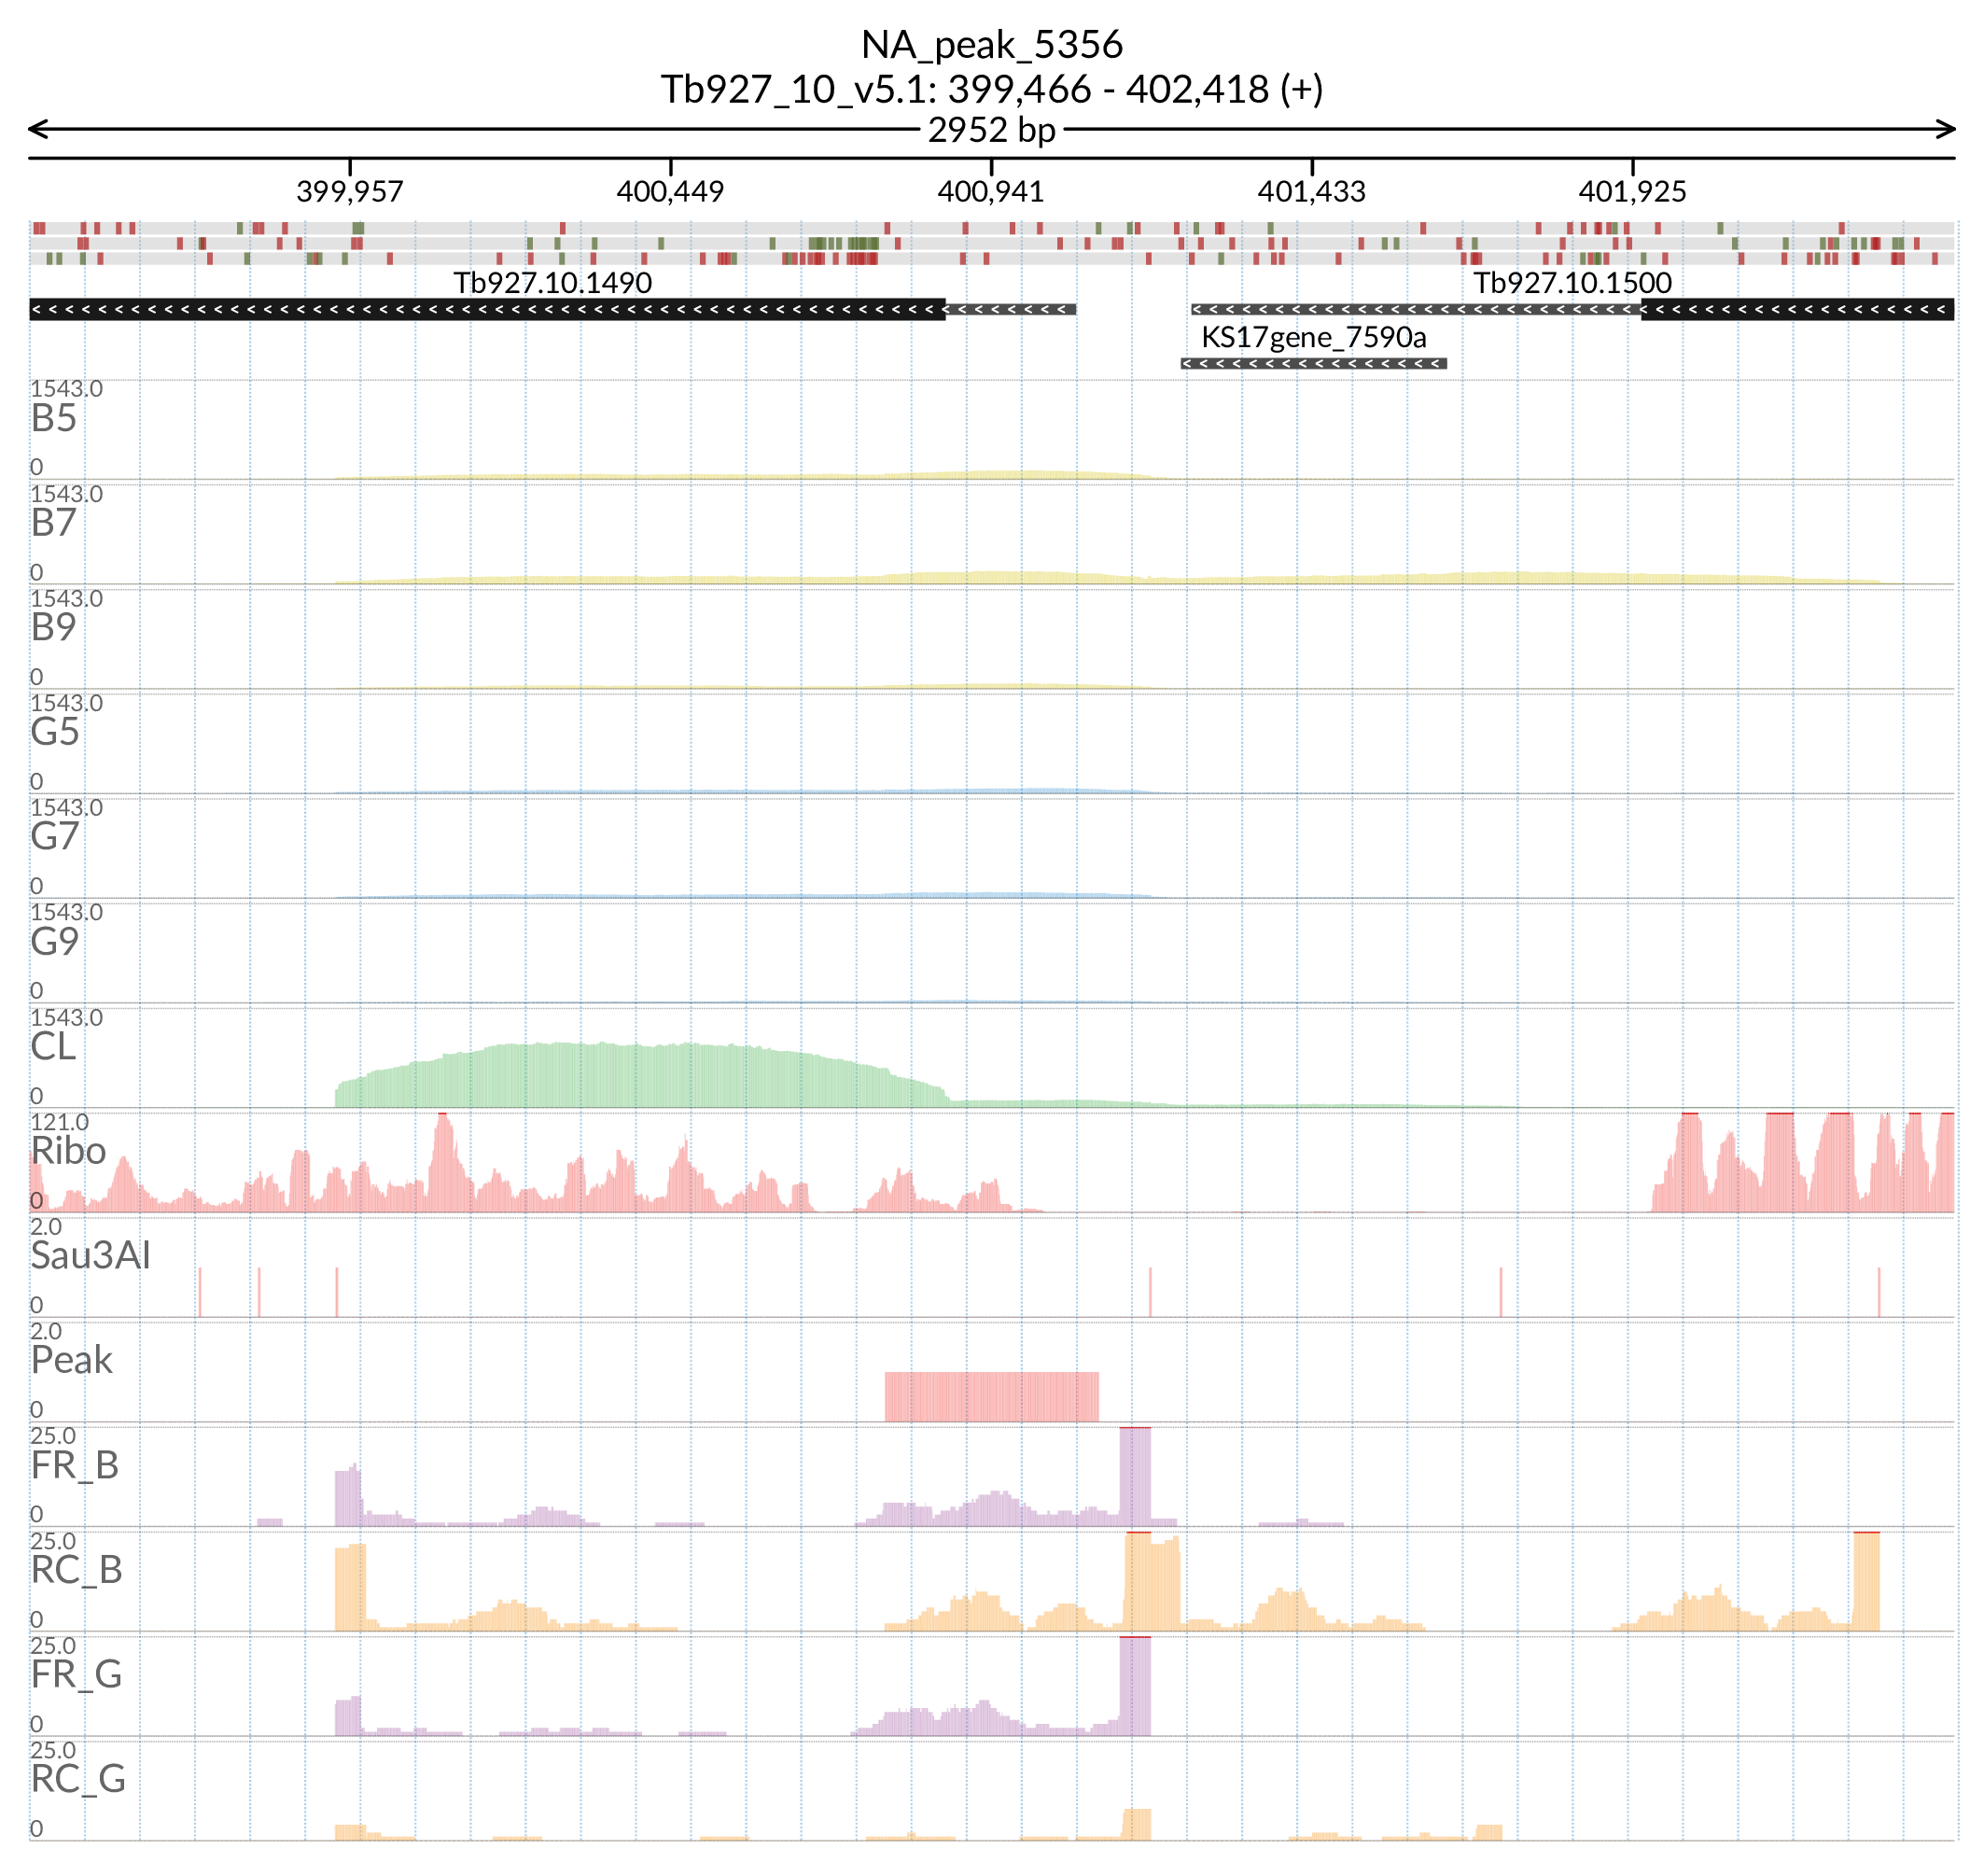 NA_peak_5356
Tb927_10_v5.1: 399,466 - 402,418 (+)
2952 bp
399,957 400,449 400,941 401,433 401,925
Tb927.10.1490 Tb927.10.1500
KS17gene_7590a
1543.0
B5
0
1543.0
B7
0
1543.0
B9
0
1543.0
G5
0
1543.0
G7
0
1543.0
G9
0
1543.0
CL
0
121.0
Ribo
0
2.0
Sau3AI
0
2.0
Peak
0
25.0
FR_B
0
25.0
RC_B
0
25.0
FR_G
0
25.0
RC_G
0